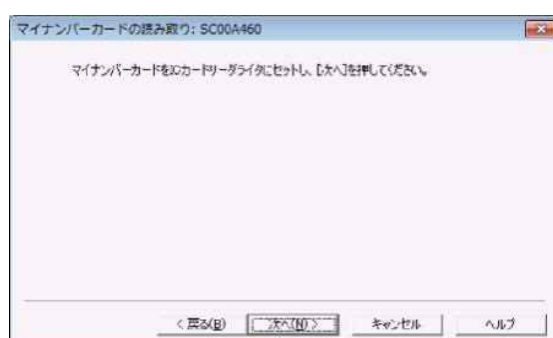 マイナンバーカードの読み取り: SC00A460
マイナンバーカードをICカードリーダライタにセットし、[次へ]を押してください。
< 戻る(B)
次へ(N) >
キャンセル
ヘルプ